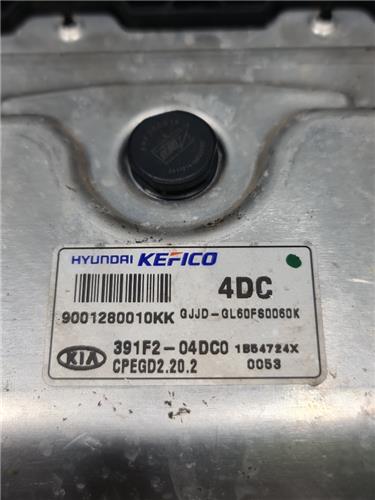 HYUNDAI KEFICO
4DC
9001280010KK GJJD-GL60FS0060K
KIA 391F2-04DC0 1B54724X
CPEGD2.20.2 0053